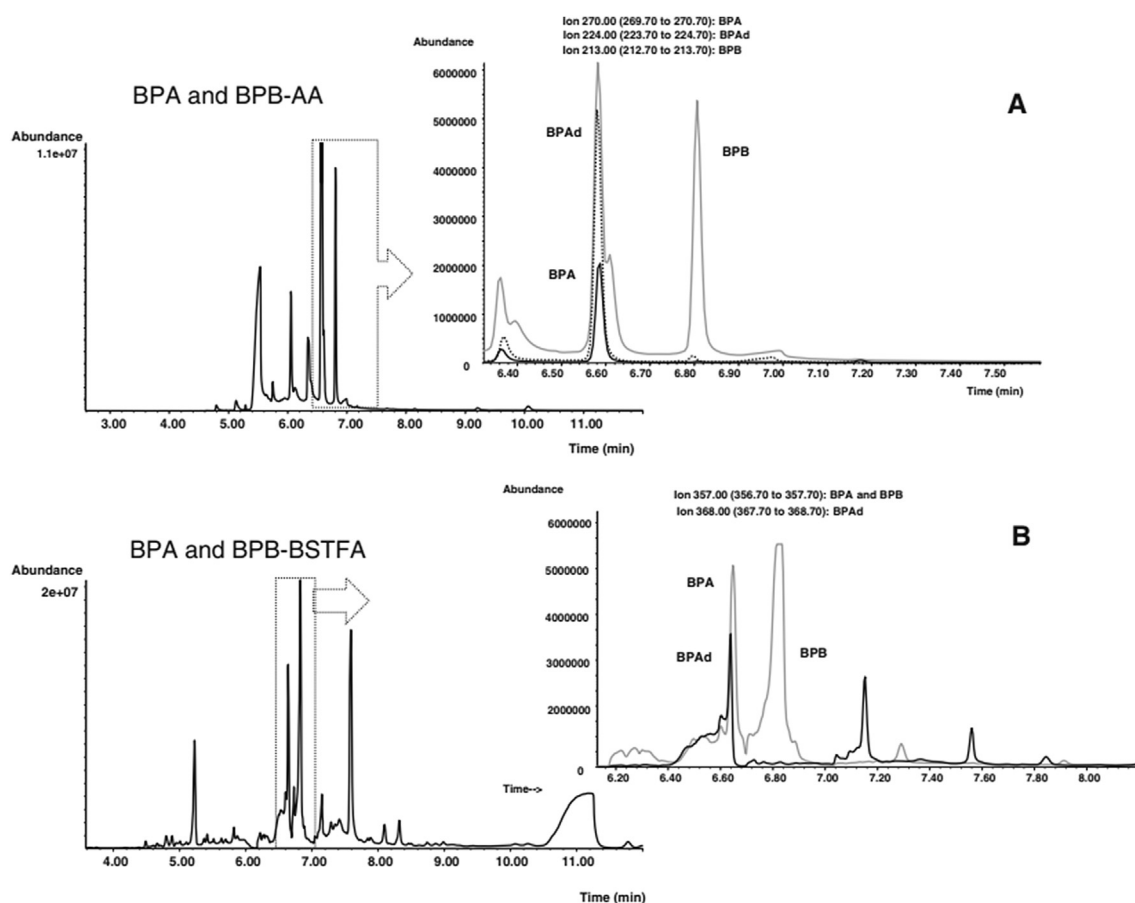 Ion 270.00 (269.70 to 270.70): BPA
Ion 224.00 (223.70 to 224.70): BPAd
Ion 213.00 (212.70 to 213.70): BPB
Abundance
6000000
5000000
4000000
3000000
2000000
1000000
0
BPAd
BPB
BPA
A
6.40 6.50 6.60 6.70 6.80 6.90 7.00 7.10 7.20 7.30 7.40 7.50
Time (min)
BPA and BPB-AA
Abundance
1.1e+07
3.00 4.00 5.00 6.00 7.00 8.00 9.00 10.00 11.00
Time (min)
Abundance
Ion 357.00 (356.70 to 357.70): BPA and BPB
Ion 368.00 (367.70 to 368.70): BPAd
6000000
5000000
4000000
3000000
2000000
0
BPA
BPAd
BPB
B
6.20 6.40 6.60 6.80 7.00 7.20 7.40 7.60 7.80 8.00
Time-->
BPA and BPB-BSTFA
Abundance
2e+07
4.00 5.00 6.00 7.00 8.00 9.00 10.00 11.00
Time (min)